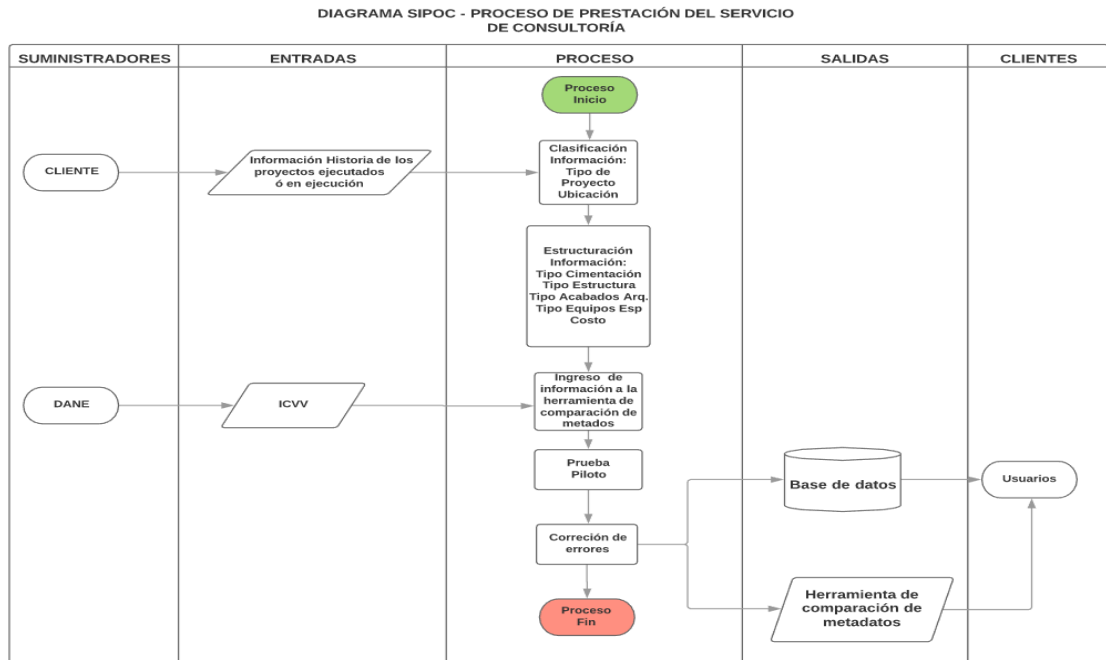 DIAGRAMA SIPOC - PROCESO DE PRESTACIÓN DEL SERVICIO
DE CONSULTORÍA
SUMINISTRADORES
ENTRADAS
PROCESO
SALIDAS
CLIENTES
Proceso
Inicio
CLIENTE
Información Historia de los
proyectos ejecutados
ó en ejecución
Clasificación
Información:
Tipo de
Proyecto
Ubicación
Estructuración
Información:
Tipo Cimentación
Tipo Estructura
Tipo Acabados Arq.
Tipo Equipos Esp
Costo
DANE
ICVV
Ingreso de
información a la
herramienta de
comparación de
metados
Prueba
Piloto
Base de datos
Usuarios
Correción de
errores
Herramienta de
comparación de
metadatos
Proceso
Fin